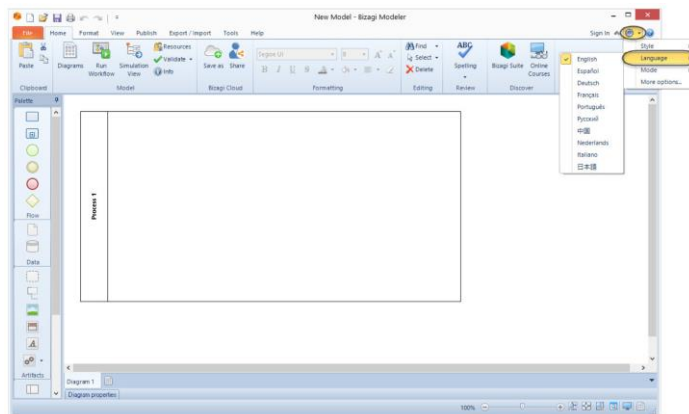 New Model - Bizagi Modeler
File Home Format View Publish Export / Import Tools Help Sign In
Paste
Clipboard
Diagrams
Run Workflow
Simulation View
Resources
Validate
Info
Model
Save as
Share
Bizagi Cloud
Segoe UI
8
Formatting
Find
Select
Delete
Editing
ABC
Spelling
Review
Bizagi Suite
Online Courses
Discover
Style
Language
Mode
More options...
English
Español
Deutsch
Français
Português
Русский
中国
Nederlands
Italiano
日本語
Palette
Flow
Data
Artifacts
Process 1
Diagram 1
Diagram properties
100%